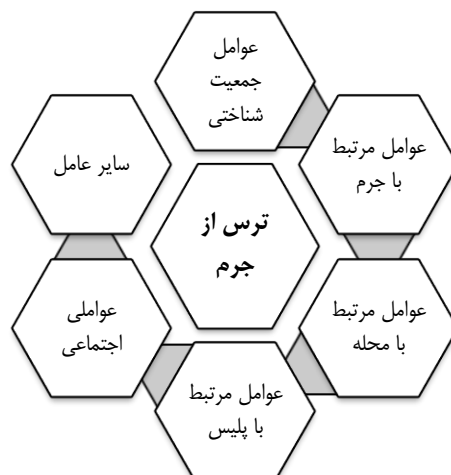 عوامل
جمعیت
شناختی
عوامل مرتبط
با جرم
عوامل مرتبط
با محله
عوامل مرتبط
با پلیس
عواملی
اجتماعی
سایر عامل
ترس از
جرم